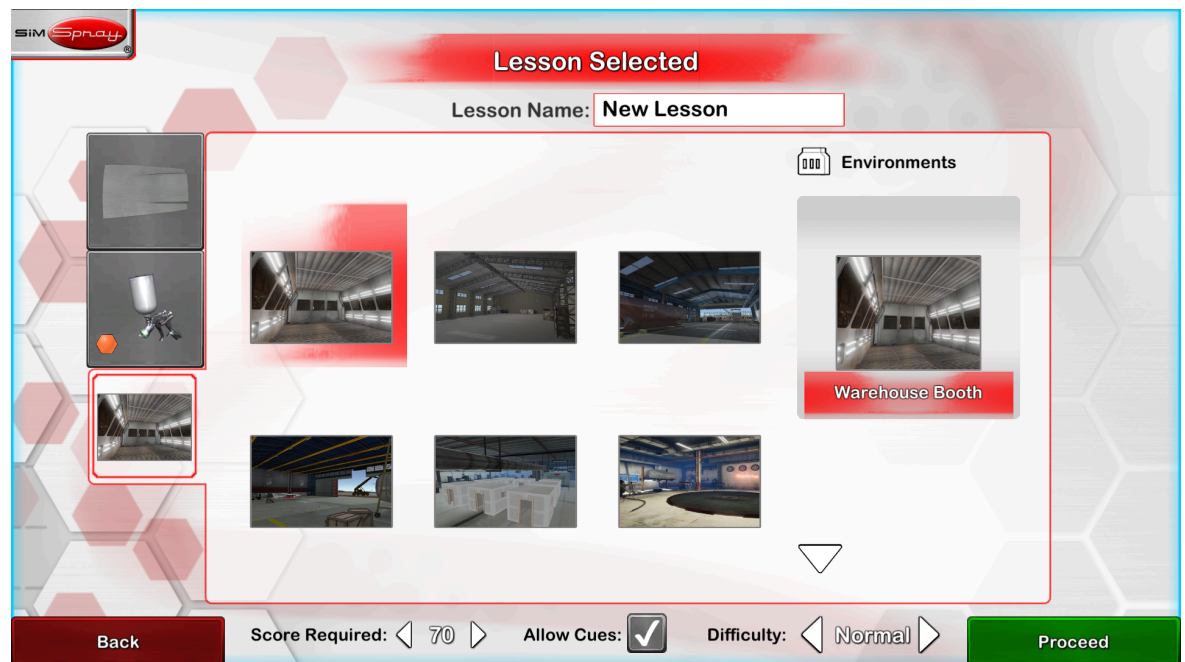 SiM Spray ®
Lesson Selected
Lesson Name: New Lesson
Environments
Warehouse Booth
Back
Score Required: 70
Allow Cues:
Difficulty: Normal
Proceed